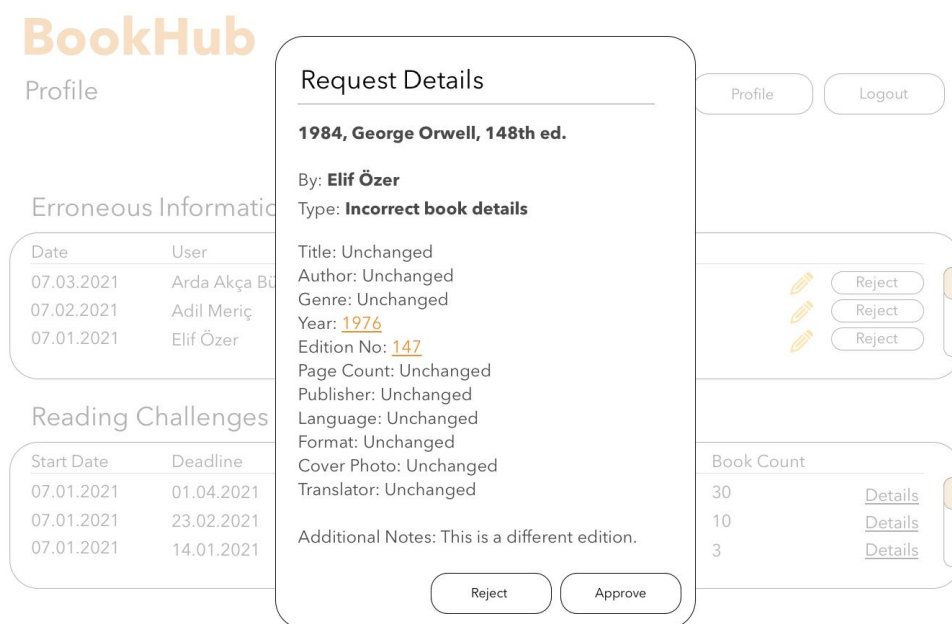 BookHub
Profile
Profile
Logout
Request Details
1984, George Orwell, 148th ed.
By: Elif Özer
Type: Incorrect book details
Title: Unchanged
Author: Unchanged
Genre: Unchanged
Year: 1976
Edition No: 147
Page Count: Unchanged
Publisher: Unchanged
Language: Unchanged
Format: Unchanged
Cover Photo: Unchanged
Translator: Unchanged
Additional Notes: This is a different edition.
Reject Approve
Erroneous
Date User
07.03.2021 Arda Akça Reject
07.02.2021 Adil Meriç Reject
07.01.2021 Elif Özer Reject
Reading Challenges
Start Date Deadline Book Count
07.01.2021 01.04.2021 30 Details
07.01.2021 23.02.2021 10 Details
07.01.2021 14.01.2021 3 Details